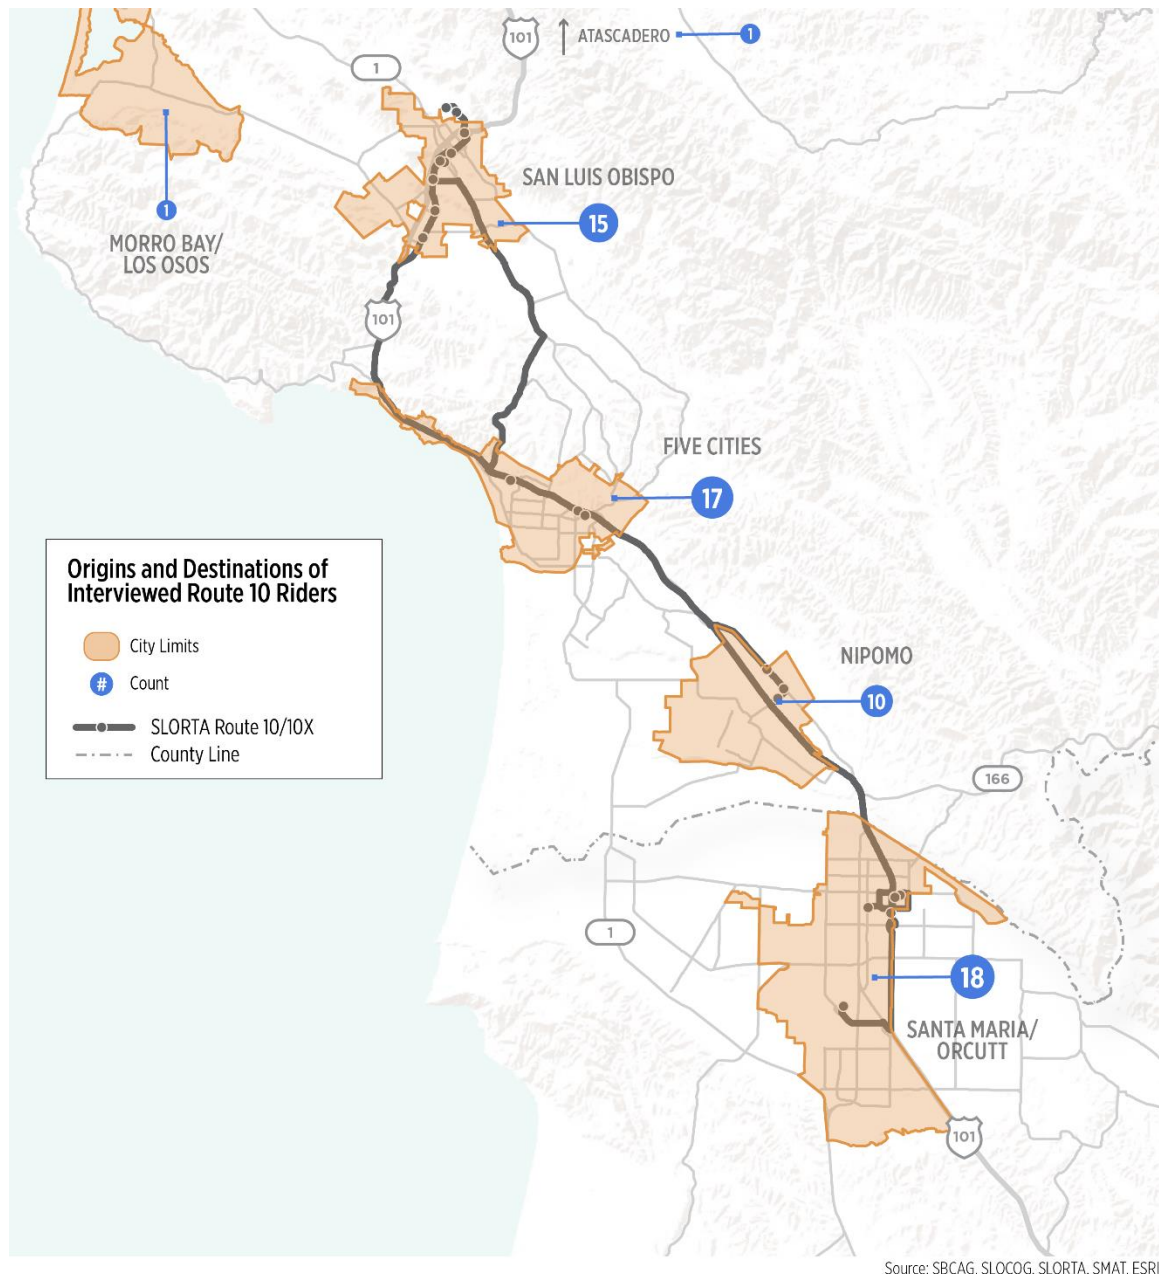 101
ATASCADERO
1
1
SAN LUIS OBISPO
15
1
MORRO BAY/
LOS OSOS
101
FIVE CITIES
17
Origins and Destinations of
Interviewed Route 10 Riders
City Limits
# Count
SLORTA Route 10/10X
County Line
NIPOMO
10
166
1
18
SANTA MARIA/
ORCUTT
101
Source: SBCAG, SLOCOG, SLORTA, SMAT, ESRI